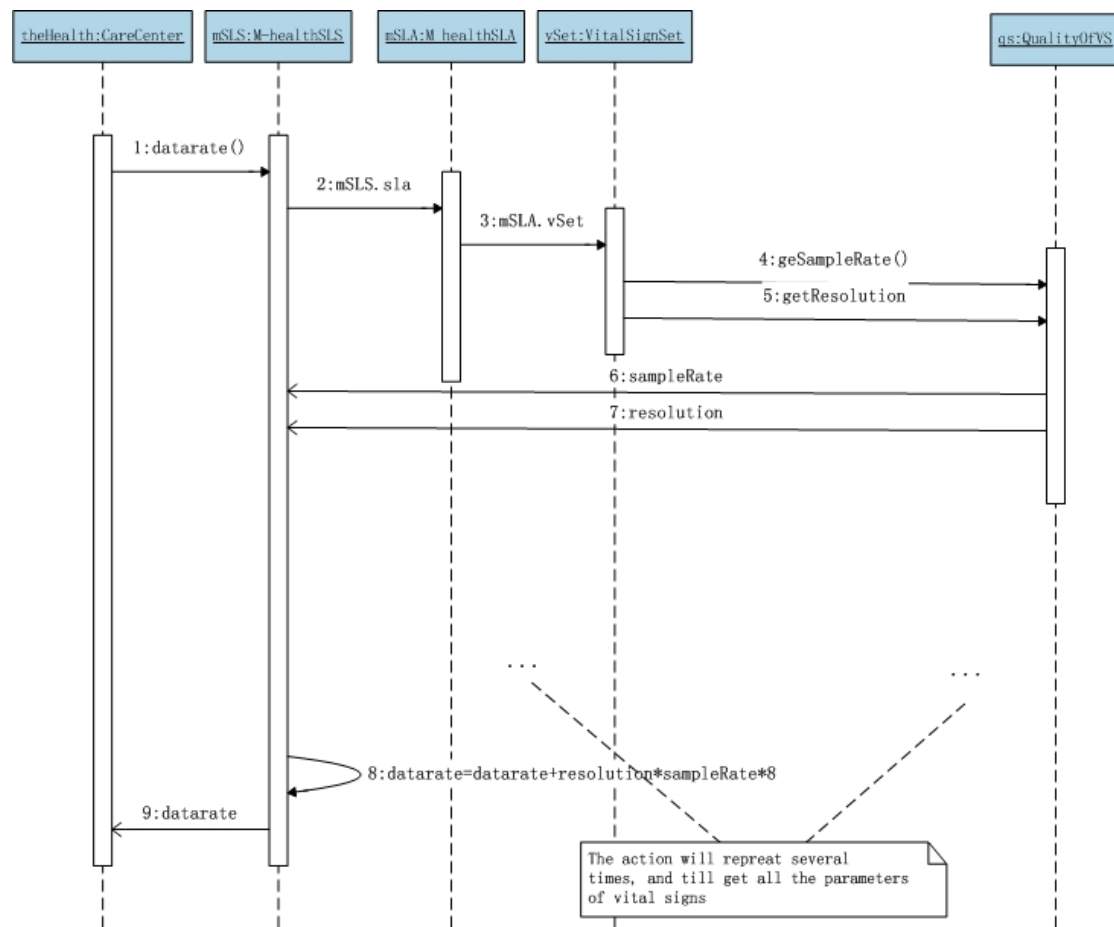 theHealth:CareCenter
mSLS:M-healthSLS
mSLA:M_healthSLA
vSet:VitalSignSet
qs:QualityOfVS
1:datarate()
2:mSLS.sla
3:mSLA.vSet
4:geSampleRate()
5:getResolution
6:sampleRate
7:resolution
...
...
8:datarate=datarate+resolution*sampleRate*8
9:datarate
The action will repreat several
times, and till get all the parameters
of vital signs